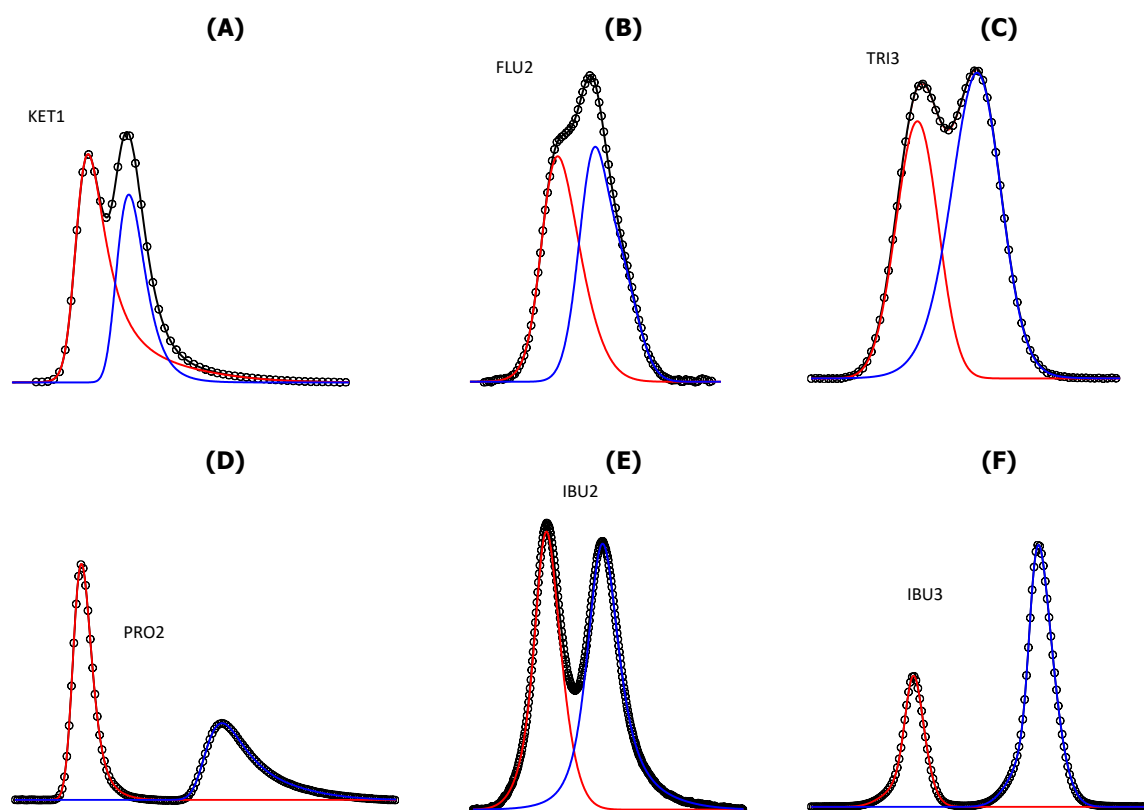 (A)
(B)
(C)
KET1
FLU2
TRI3
(D)
(E)
(F)
PRO2
IBU2
IBU3